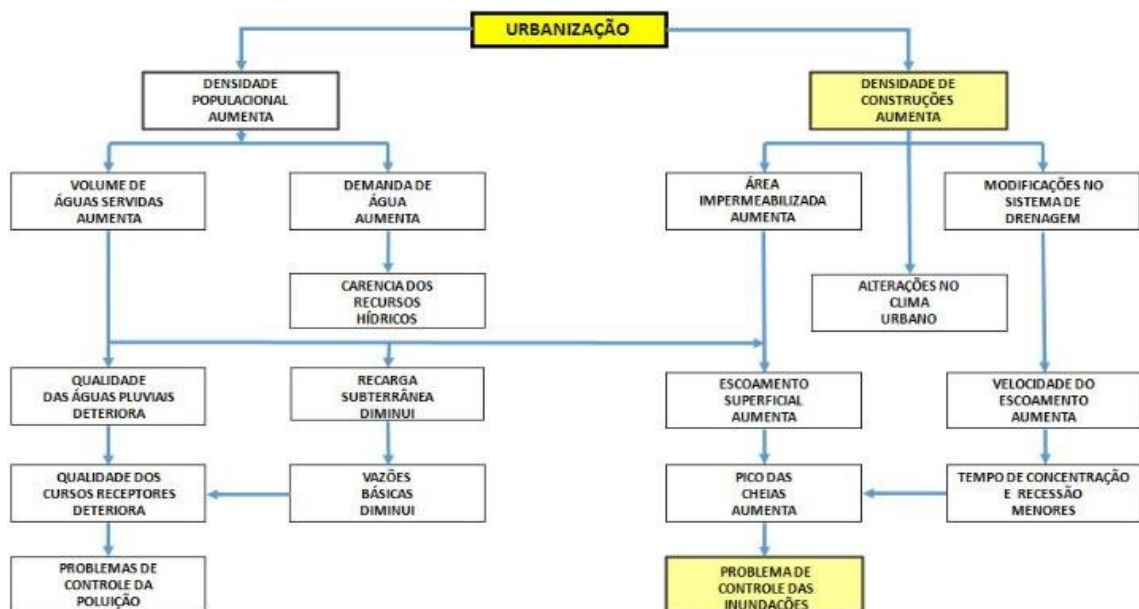 URBANIZAÇÃO
DENSIDADE
POPULACIONAL
AUMENTA
DENSIDADE DE
CONSTRUÇÕES
AUMENTA
VOLUME DE
ÁGUAS SERVIDAS
AUMENTA
DEMANDA DE
ÁGUA
AUMENTA
ÁREA
IMPERMEABILIZADA
AUMENTA
MODIFICAÇÕES NO
SISTEMA DE
DRENAGEM
CARENCIA DOS
RECURSOS
HÍDRICOS
ALTERAÇÕES NO
CLIMA
URBANO
QUALIDADE
DAS ÁGUAS PLUVIAIS
DETERIORA
RECARGA
SUBTERRÂNEA
DIMINUI
ESCOAMENTO
SUPERFICIAL
AUMENTA
VELOCIDADE DO
ESCOAMENTO
AUMENTA
QUALIDADE DOS
CURSOS RECEPTORES
DETERIORA
VAZÕES
BÁSICAS
DIMINUI
PICO DAS
CHEIAS
AUMENTA
TEMPO DE CONCENTRAÇÃO
E RECESSÃO
MENORES
PROBLEMAS DE
CONTROLE DA
POLUIÇÃO
PROBLEMA DE
CONTROLE DAS
INUNDAÇÕES